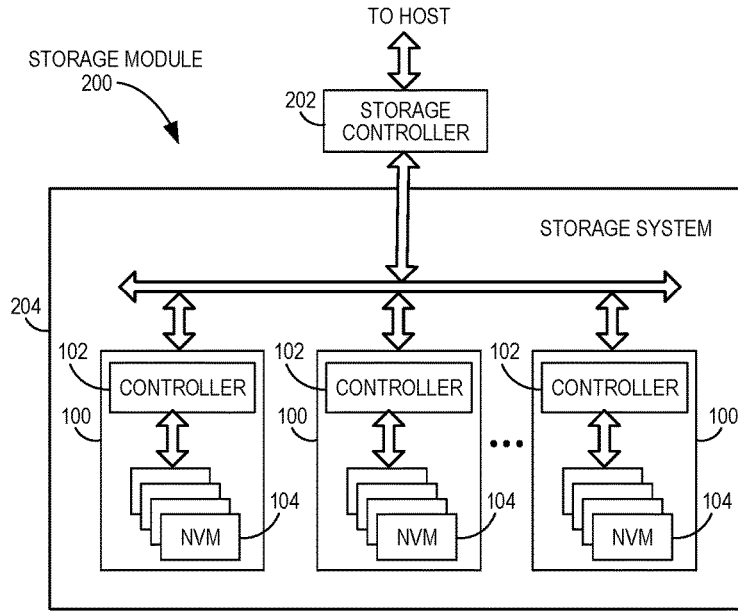 TO HOST
STORAGE MODULE
200
202
STORAGE
CONTROLLER
STORAGE SYSTEM
204
102
CONTROLLER
102
CONTROLLER
102
CONTROLLER
100
100
100
...
104
NVM
104
NVM
104
NVM